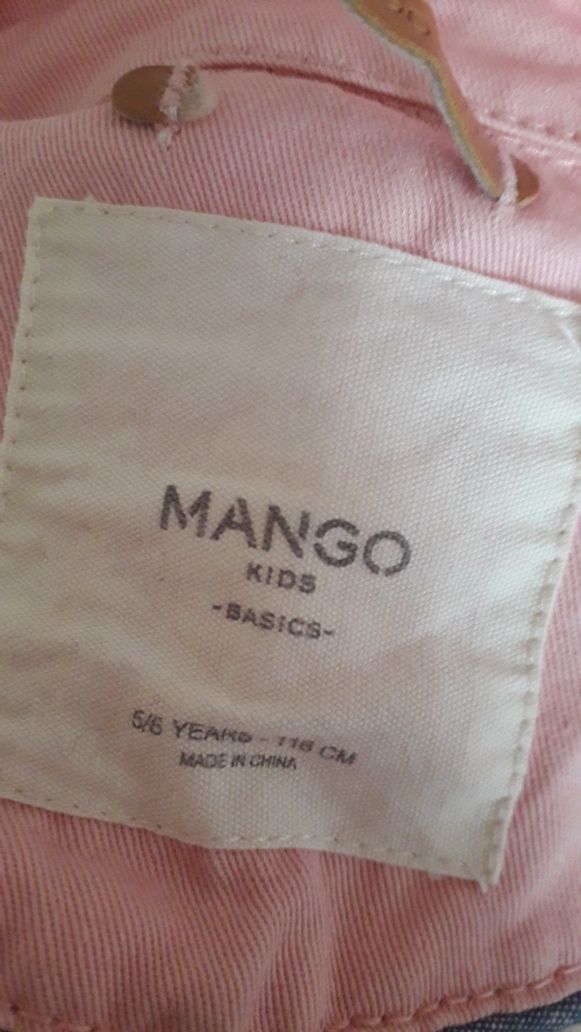 MANGO
KIDS
-BASICS-
5/6 YEARS - 116 CM
MADE IN CHINA